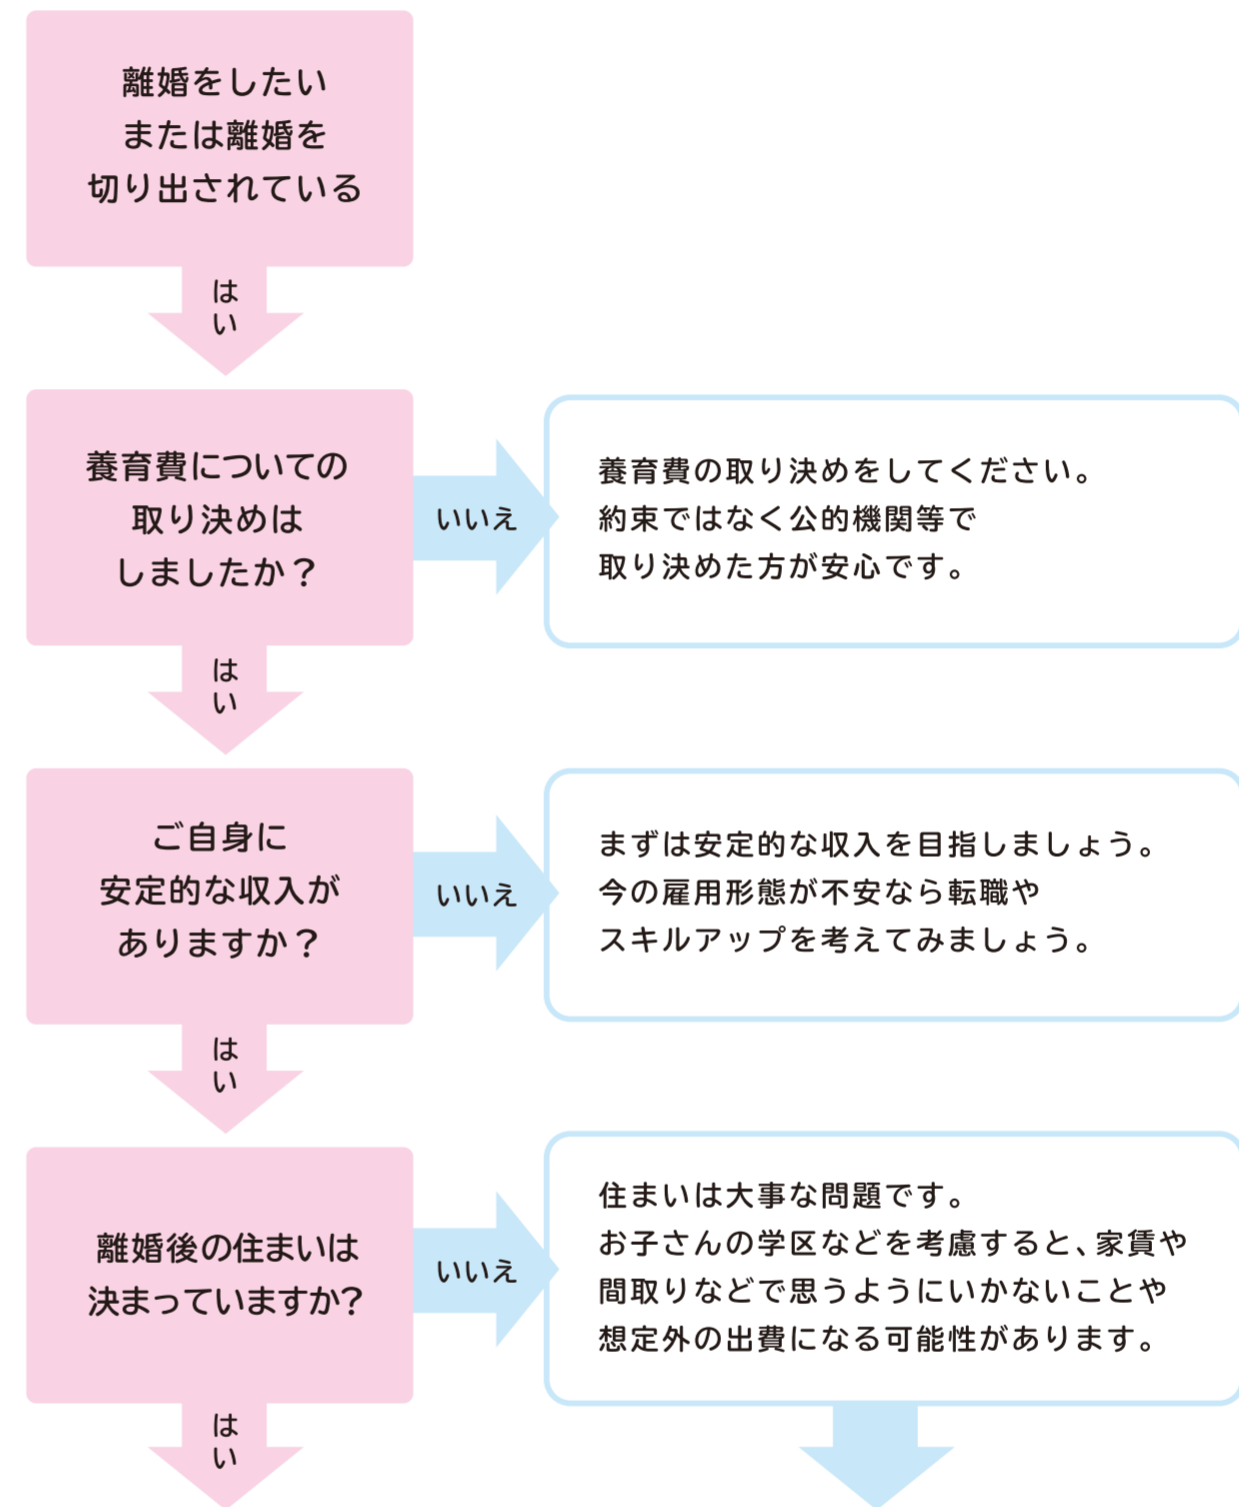 離婚をしたい
または離婚を
切り出されている
はい
養育費についての
取り決めは
しましたか？
いいえ
養育費の取り決めをしてください。
約束ではなく公的機関等で
取り決めた方が安心です。
はい
ご自身に
安定的な収入が
ありますか？
いいえ
まずは安定的な収入を目指しましょう。
今の雇用形態が不安なら転職や
スキルアップを考えてみましょう。
はい
離婚後の住まいは
決まっていますか？
いいえ
住まいは大事な問題です。
お子さんの学区などを考慮すると、家賃や
間取りなどで思うようにいかないことや
想定外の出費になる可能性があります。
はい